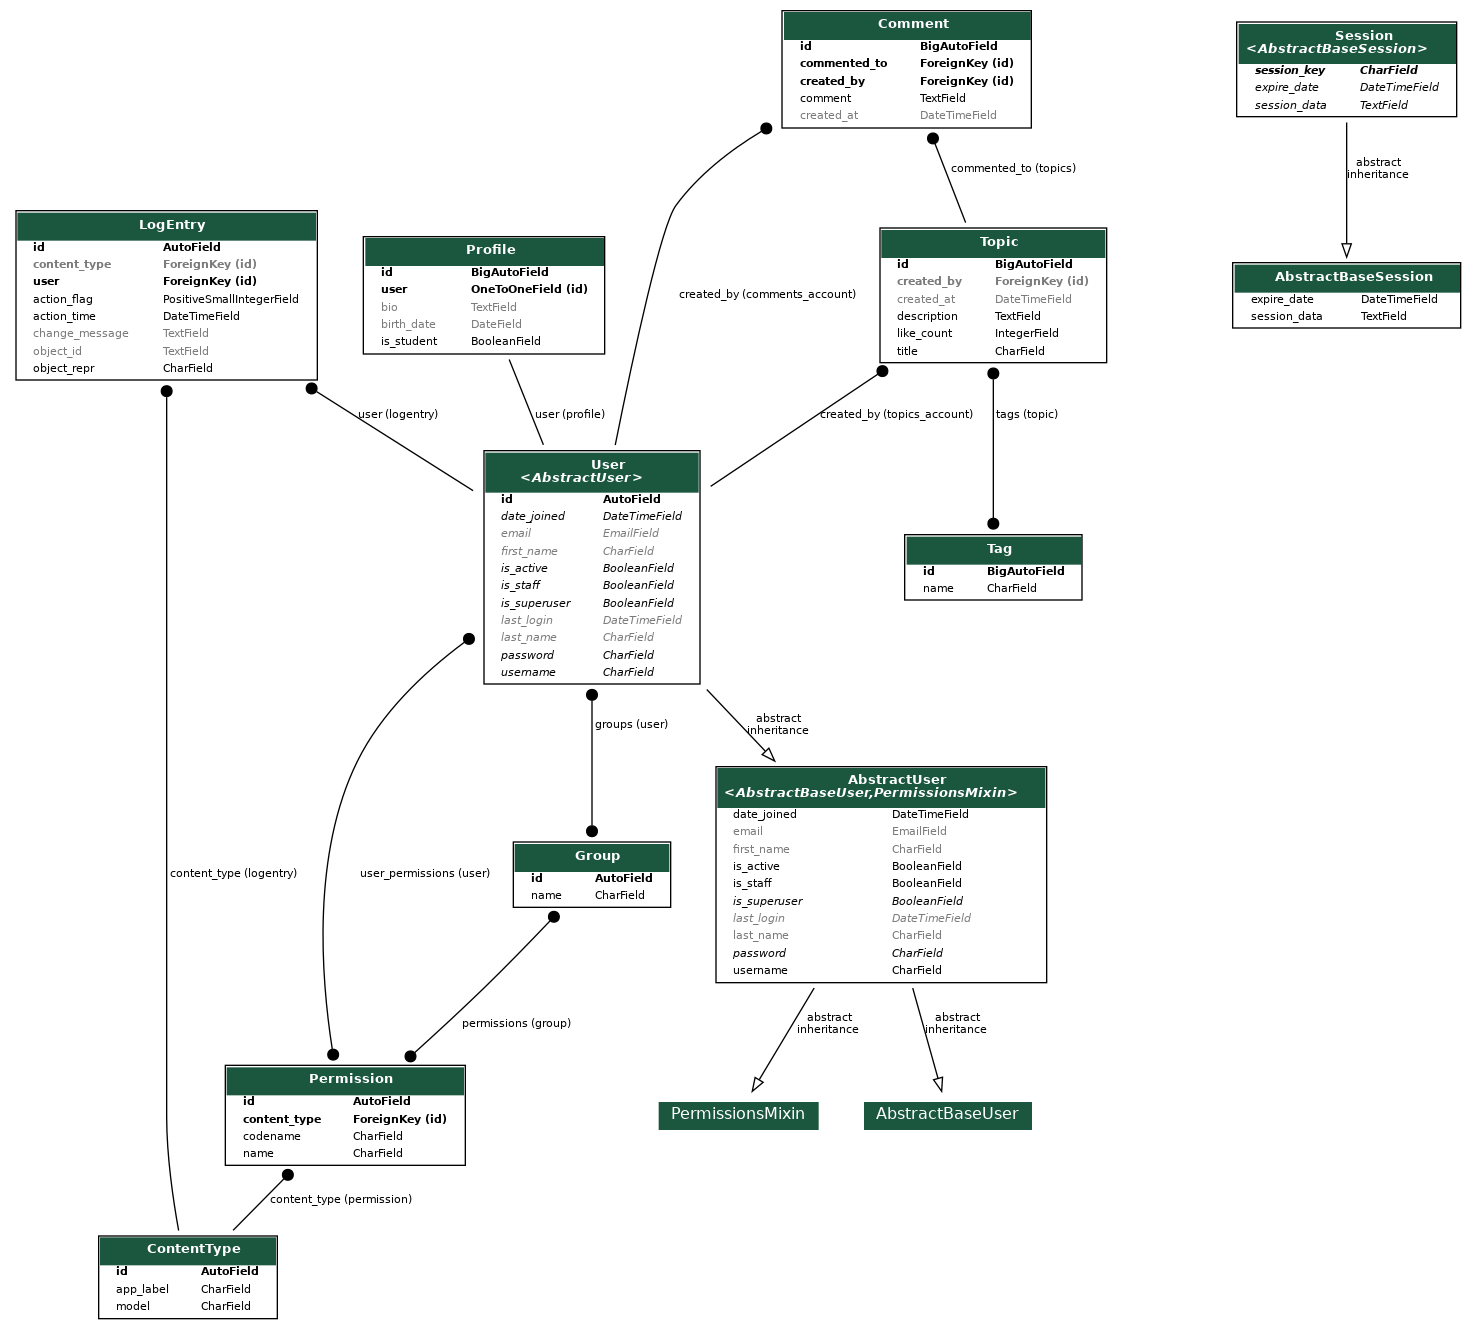 Comment
id BigAutoField
commented_to ForeignKey (id)
created_by ForeignKey (id)
comment TextField
created_at DateTimeField
Session
<AbstractBaseSession>
session_key CharField
expire_date DateTimeField
session_data TextField
commented_to (topics)
abstract
inheritance
LogEntry
id AutoField
content_type ForeignKey (id)
user ForeignKey (id)
action_flag PositiveSmallIntegerField
action_time DateTimeField
change_message TextField
object_id TextField
object_repr CharField
Profile
id BigAutoField
user OneToOneField (id)
bio TextField
birth_date DateField
is_student BooleanField
created_by (comments_account)
Topic
id BigAutoField
created_by ForeignKey (id)
created_at DateTimeField
description TextField
like_count IntegerField
title CharField
AbstractBaseSession
expire_date DateTimeField
session_data TextField
user (logentry)
user (profile)
created_by (topics_account)
tags (topic)
User
<AbstractUser>
id AutoField
date_joined DateTimeField
email EmailField
first_name CharField
is_active BooleanField
is_staff BooleanField
is_superuser BooleanField
last_login DateTimeField
last_name CharField
password CharField
username CharField
Tag
id BigAutoField
name CharField
groups (user)
abstract
inheritance
AbstractUser
<AbstractBaseUser,PermissionsMixin>
date_joined DateTimeField
email EmailField
first_name CharField
is_active BooleanField
is_staff BooleanField
is_superuser BooleanField
last_login DateTimeField
last_name CharField
password CharField
username CharField
content_type (logentry)
user_permissions (user)
Group
id AutoField
name CharField
permissions (group)
abstract
inheritance
abstract
inheritance
Permission
id AutoField
content_type ForeignKey (id)
codename CharField
name CharField
PermissionsMixin
AbstractBaseUser
content_type (permission)
ContentType
id AutoField
app_label CharField
model CharField